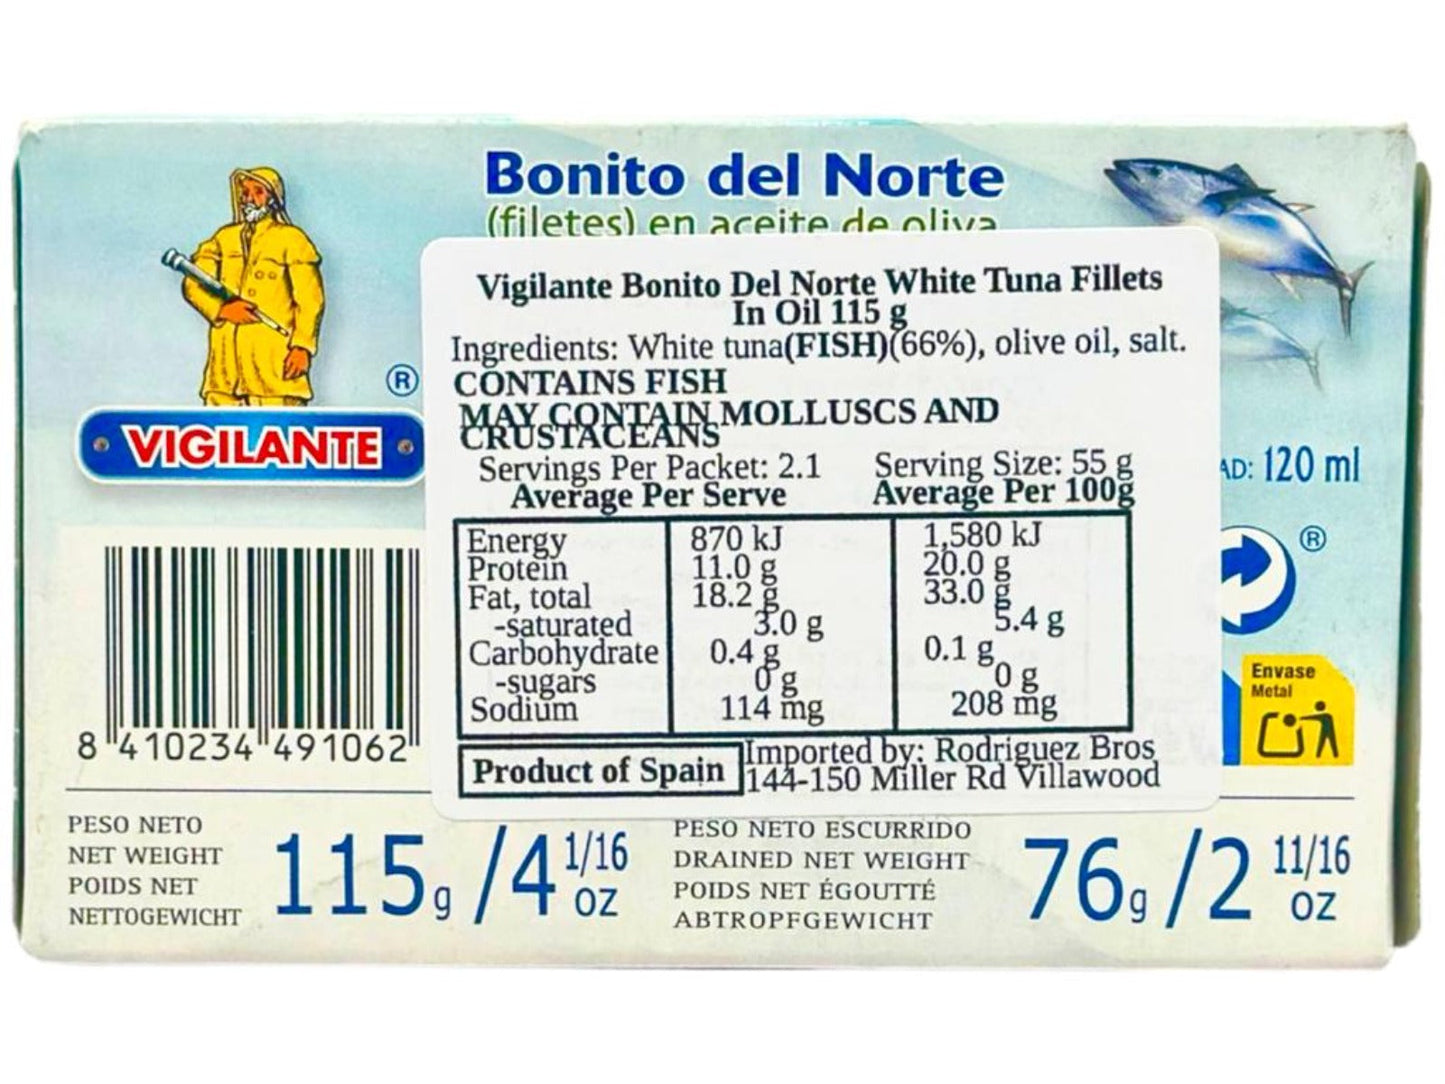 Bonito del Norte
(filetes) en aceite de oliva
Vigilante Bonito Del Norte White Tuna Fillets
In Oil 115 g
Ingredients: White tuna(FISH)(66%), olive oil, salt.
CONTAINS FISH
MAY CONTAIN MOLLUSCS AND
CRUSTACEANS
Servings Per Packet: 2.1 Serving Size: 55 g
Average Per Serve Average Per 100g
Energy 870 kJ 1,580 kJ
Protein 11.0 g 20.0 g
Fat, total 18.2 g 33.0 g
-saturated 3.0 g 5.4 g
Carbohydrate 0.4 g 0.1 g
-sugars 0 g 0 g
Sodium 114 mg 208 mg
Product of Spain
Imported by: Rodriguez Bros
144-150 Miller Rd Villawood
®
VIGILANTE
AD: 120 ml
®
Envase
Metal
8 410234 491062
PESO NETO
NET WEIGHT
POIDS NET
NETTOGEWICHT
115g /4 1/16 oz
PESO NETO ESCURRIDO
DRAINED NET WEIGHT
POIDS NET ÉGOUTTÉ
ABTROPFGEWICHT
76g /2 11/16 oz